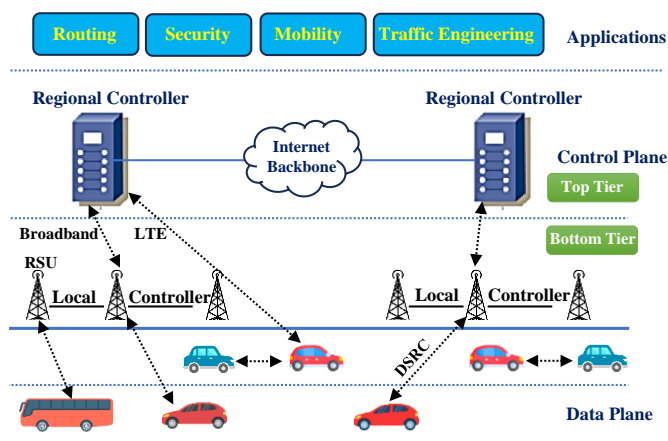 Routing
Security
Mobility
Traffic Engineering
Applications
Regional Controller
Regional Controller
Internet
Backbone
Control Plane
Top Tier
Broadband
LTE
Bottom Tier
RSU
Local
Controller
Local
Controller
DSRC
Data Plane